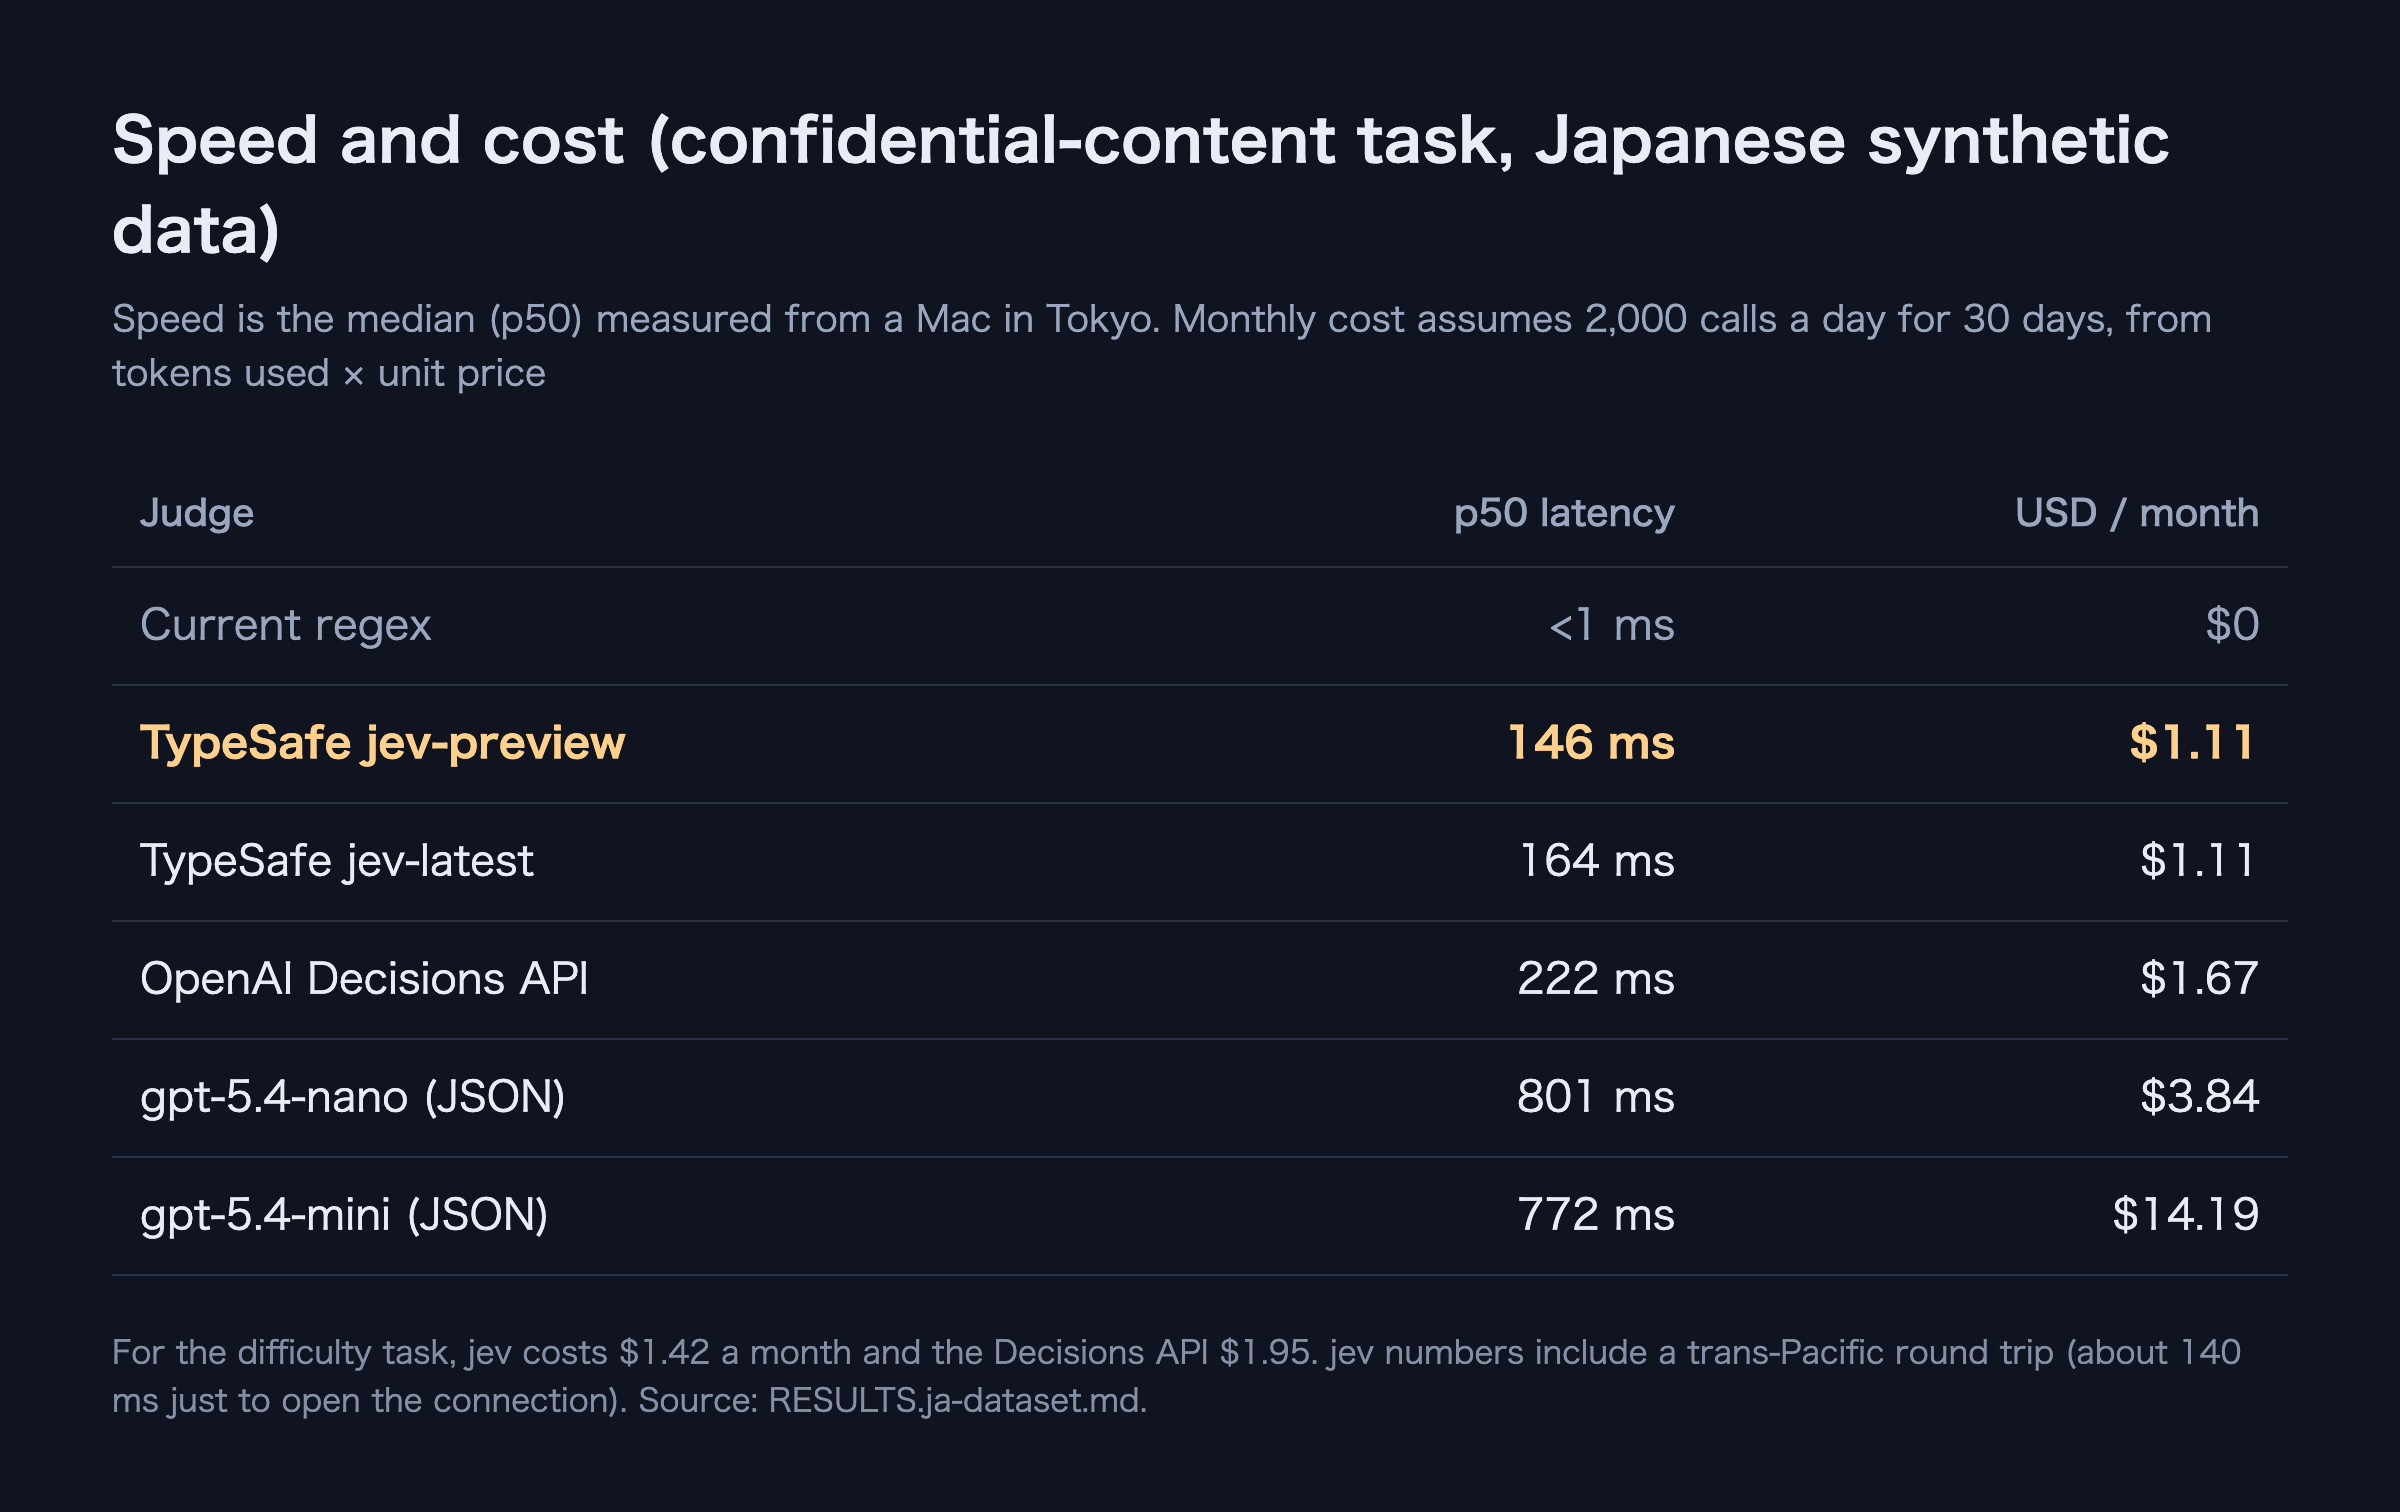 Speed and cost (confidential-content task, Japanese synthetic
data)
Speed is the median (p50) measured from a Mac in Tokyo. Monthly cost assumes 2,000 calls a day for 30 days, from
tokens used × unit price
Judge p50 latency USD / month
Current regex <1 ms $0
TypeSafe jev-preview 146 ms $1.11
TypeSafe jev-latest 164 ms $1.11
OpenAI Decisions API 222 ms $1.67
gpt-5.4-nano (JSON) 801 ms $3.84
gpt-5.4-mini (JSON) 772 ms $14.19
For the difficulty task, jev costs $1.42 a month and the Decisions API $1.95. jev numbers include a trans-Pacific round trip (about 140
ms just to open the connection). Source: RESULTS.ja-dataset.md.